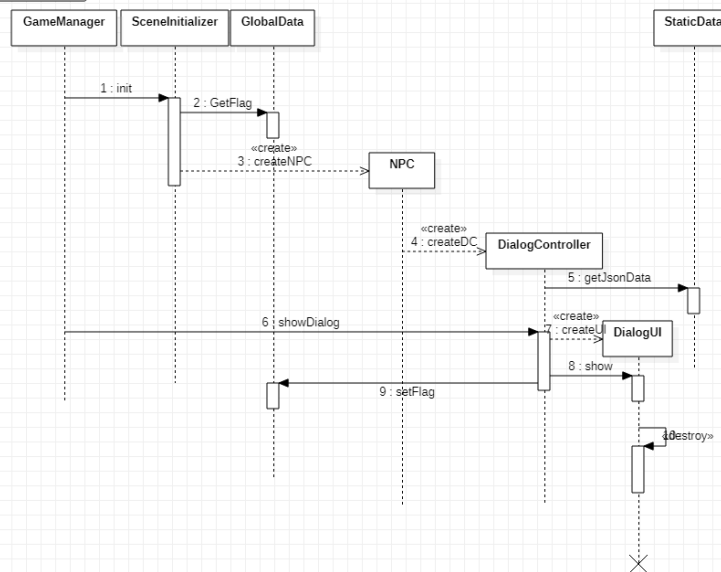 GameManager
SceneInitializer
GlobalData
StaticData
1 : init
2 : GetFlag
«create»
3 : createNPC
NPC
«create»
4 : createDC
DialogController
5 : getJsonData
6 : showDialog
«create»
7 : createUI
DialogUI
8 : show
9 : setFlag
«destroy»